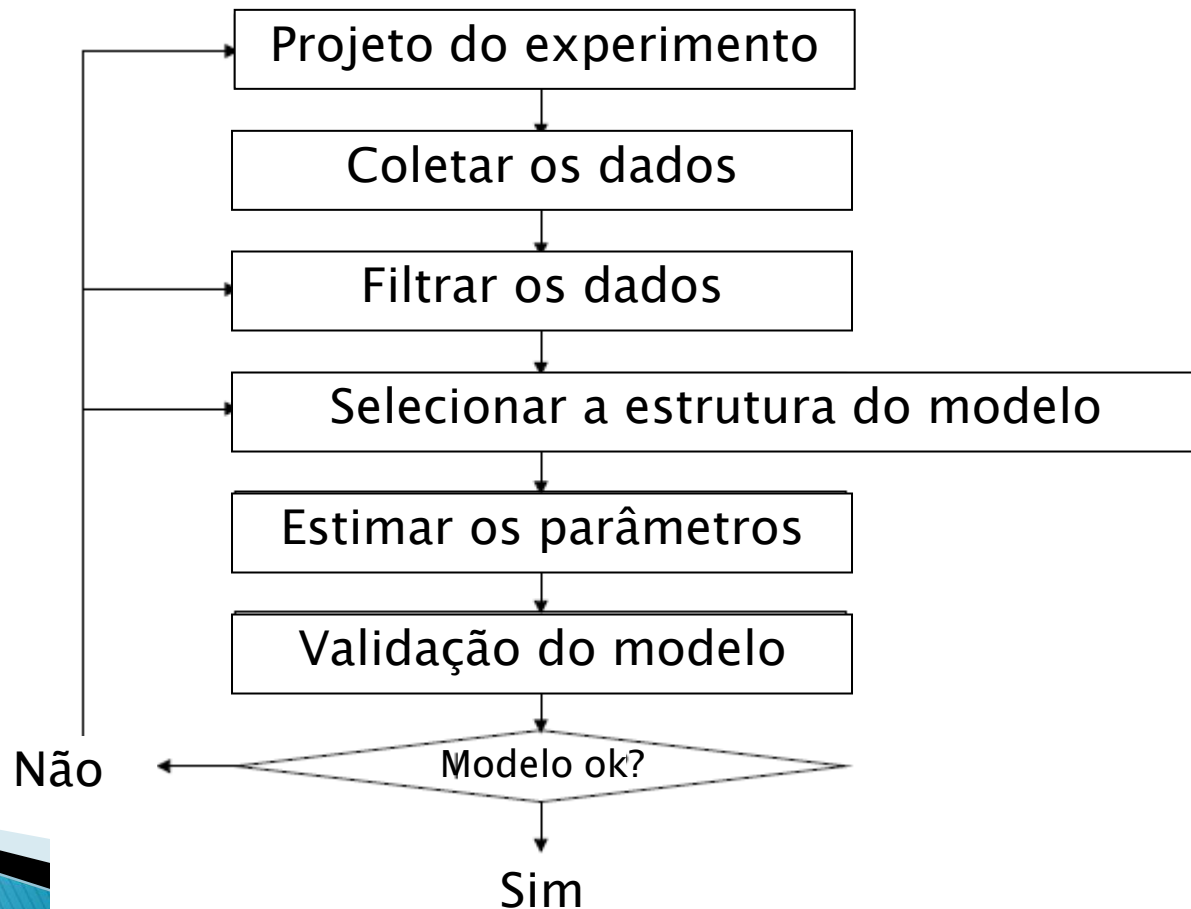 Projeto do experimento
Coletar os dados
Filtrar os dados
Selecionar a estrutura do modelo
Estimar os parâmetros
Validação do modelo
Modelo ok?
Não
Sim